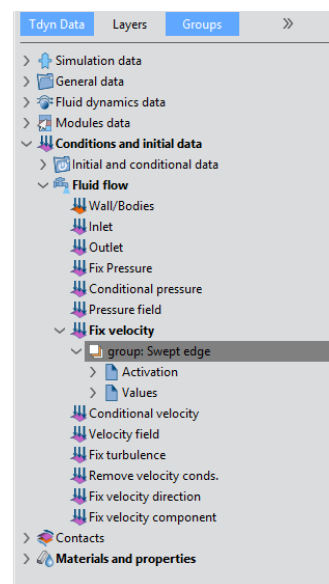 Tdyn Data Layers Groups »
Simulation data
General data
Fluid dynamics data
Modules data
Conditions and initial data
Initial and conditional data
Fluid flow
Wall/Bodies
Inlet
Outlet
Fix Pressure
Conditional pressure
Pressure field
Fix velocity
group: Swept edge
Activation
Values
Conditional velocity
Velocity field
Fix turbulence
Remove velocity conds.
Fix velocity direction
Fix velocity component
Contacts
Materials and properties